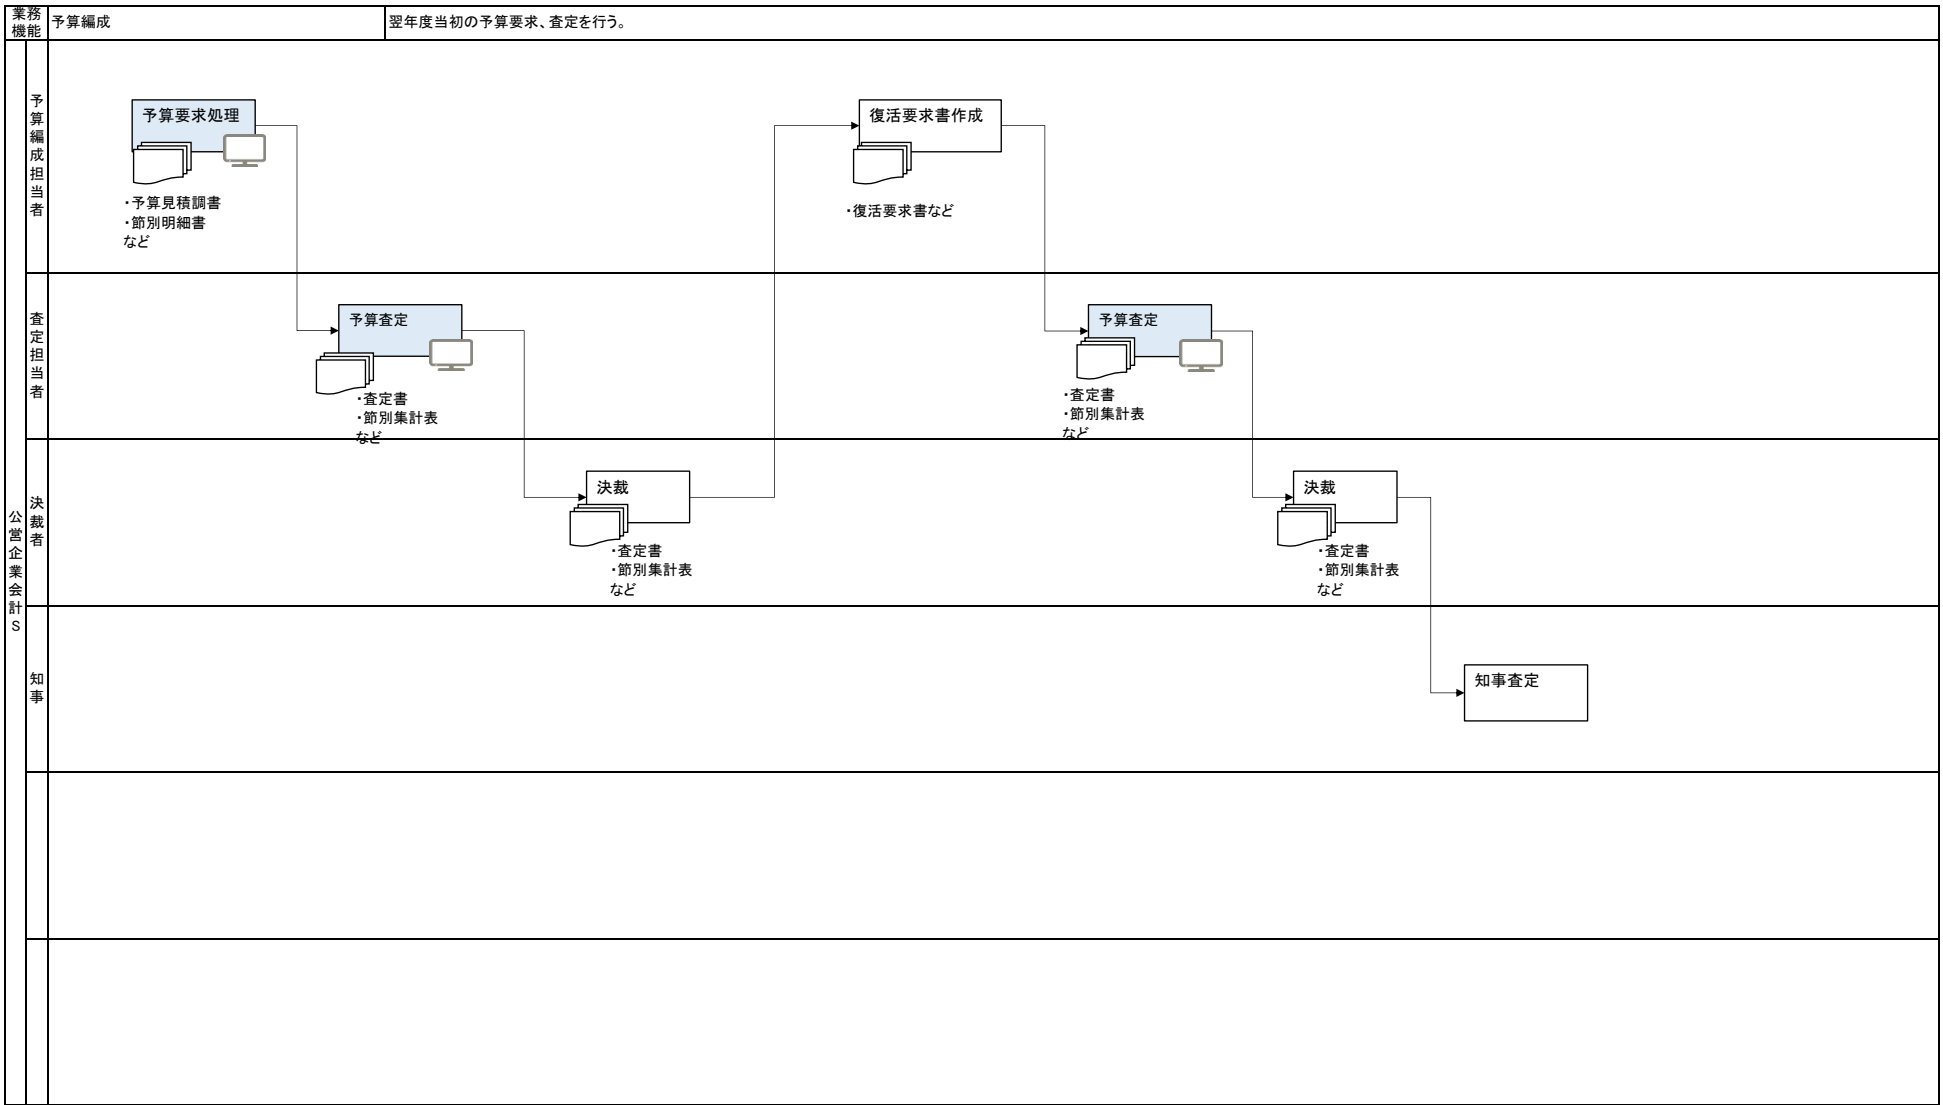 業務
機能
予算編成
翌年度当初の予算要求、査定を行う。
公営企業会計S
予算編成担当者
予算要求処理
・予算見積調書
・節別明細書
など
復活要求書作成
・復活要求書など
査定担当者
予算査定
・査定書
・節別集計表
など
予算査定
・査定書
・節別集計表
など
決裁者
決裁
・査定書
・節別集計表
など
決裁
・査定書
・節別集計表
など
知事
知事査定